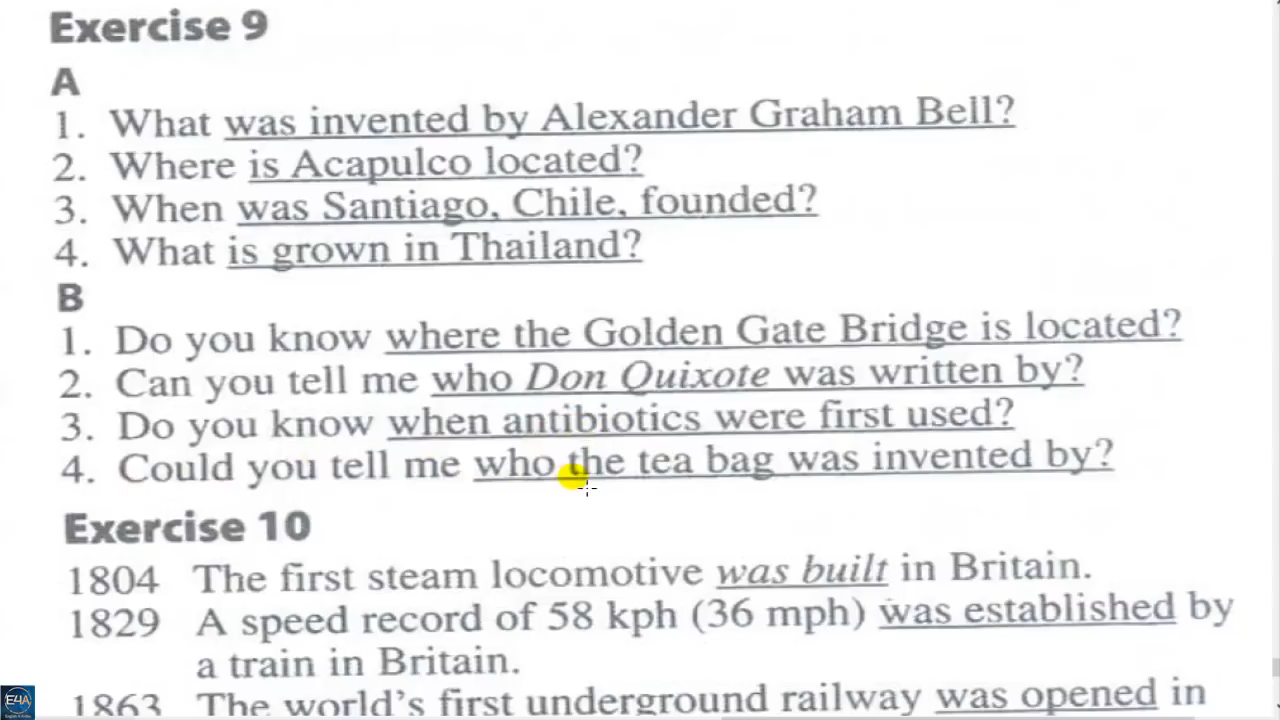 Exercise 9
A
1. What was invented by Alexander Graham Bell?
2. Where is Acapulco located?
3. When was Santiago, Chile, founded?
4. What is grown in Thailand?
B
1. Do you know where the Golden Gate Bridge is located?
2. Can you tell me who Don Quixote was written by?
3. Do you know when antibiotics were first used?
4. Could you tell me who the tea bag was invented by?
Exercise 10
1804 The first steam locomotive was built in Britain.
1829 A speed record of 58 kph (36 mph) was established by
a train in Britain.
1863 The world's first underground railway was opened in
E4A